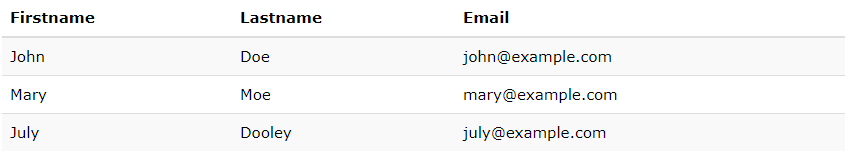 Firstname Lastname Email
John Doe john@example.com
Mary Moe mary@example.com
July Dooley july@example.com